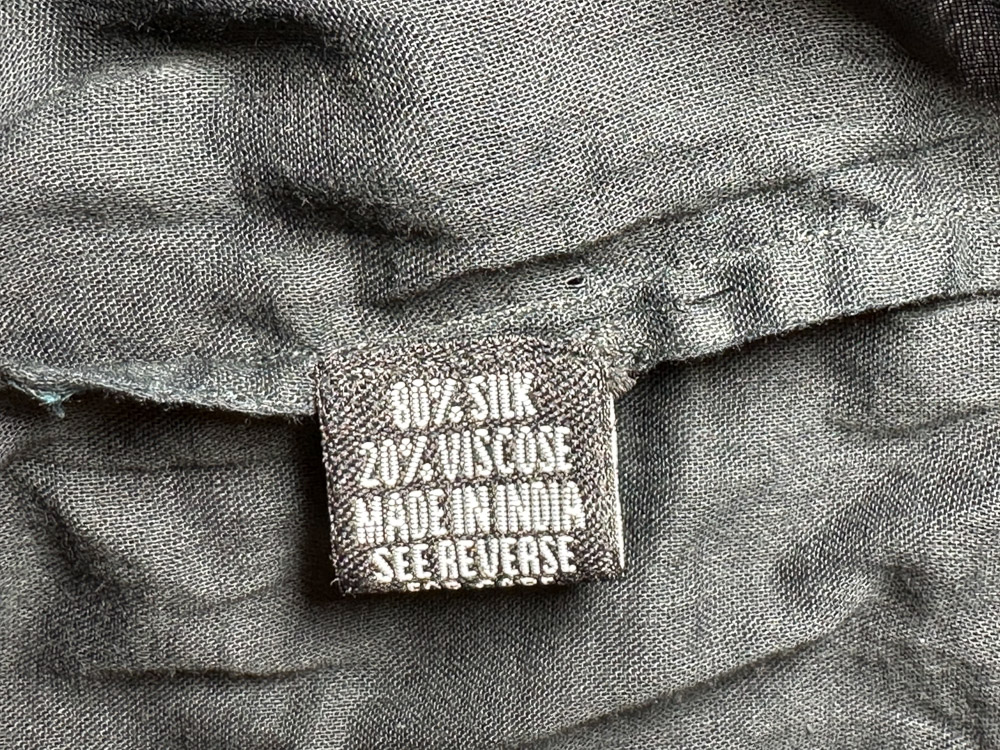 80% SILK
20% VISCOSE
MADE IN INDIA
SEE REVERSE